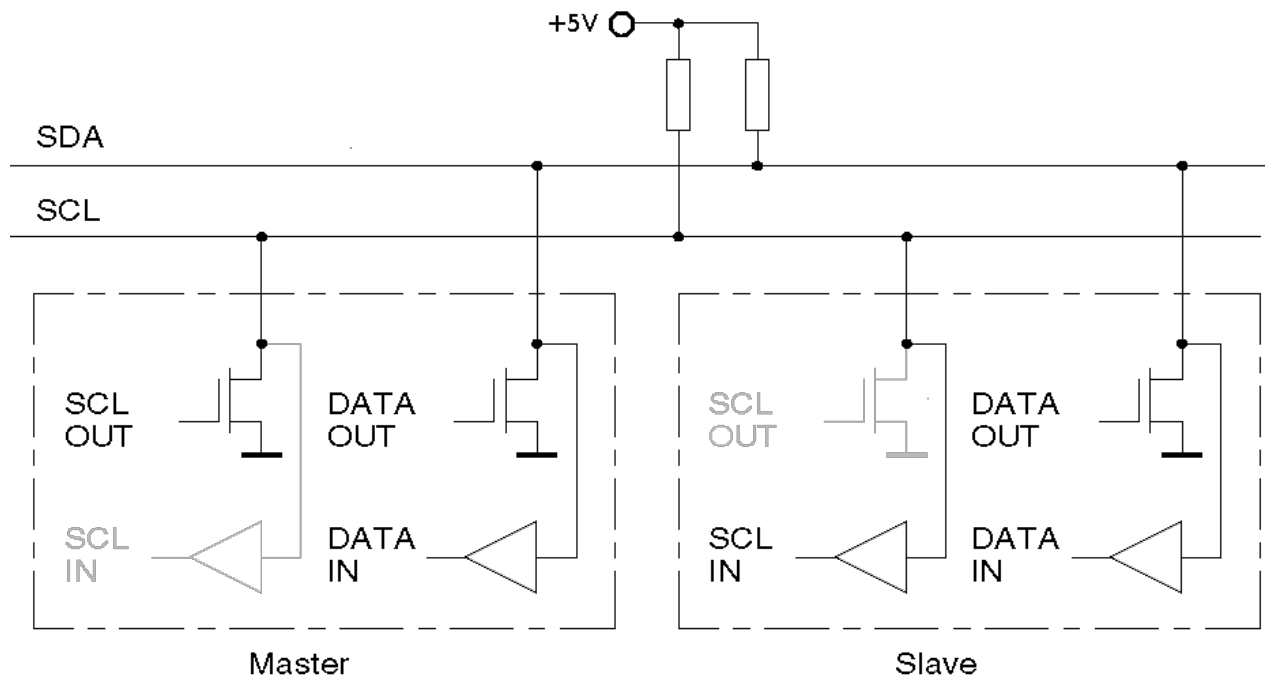 +5V
SDA
SCL
SCL
OUT
DATA
OUT
SCL
OUT
DATA
OUT
SCL
IN
DATA
IN
SCL
IN
DATA
IN
Master
Slave